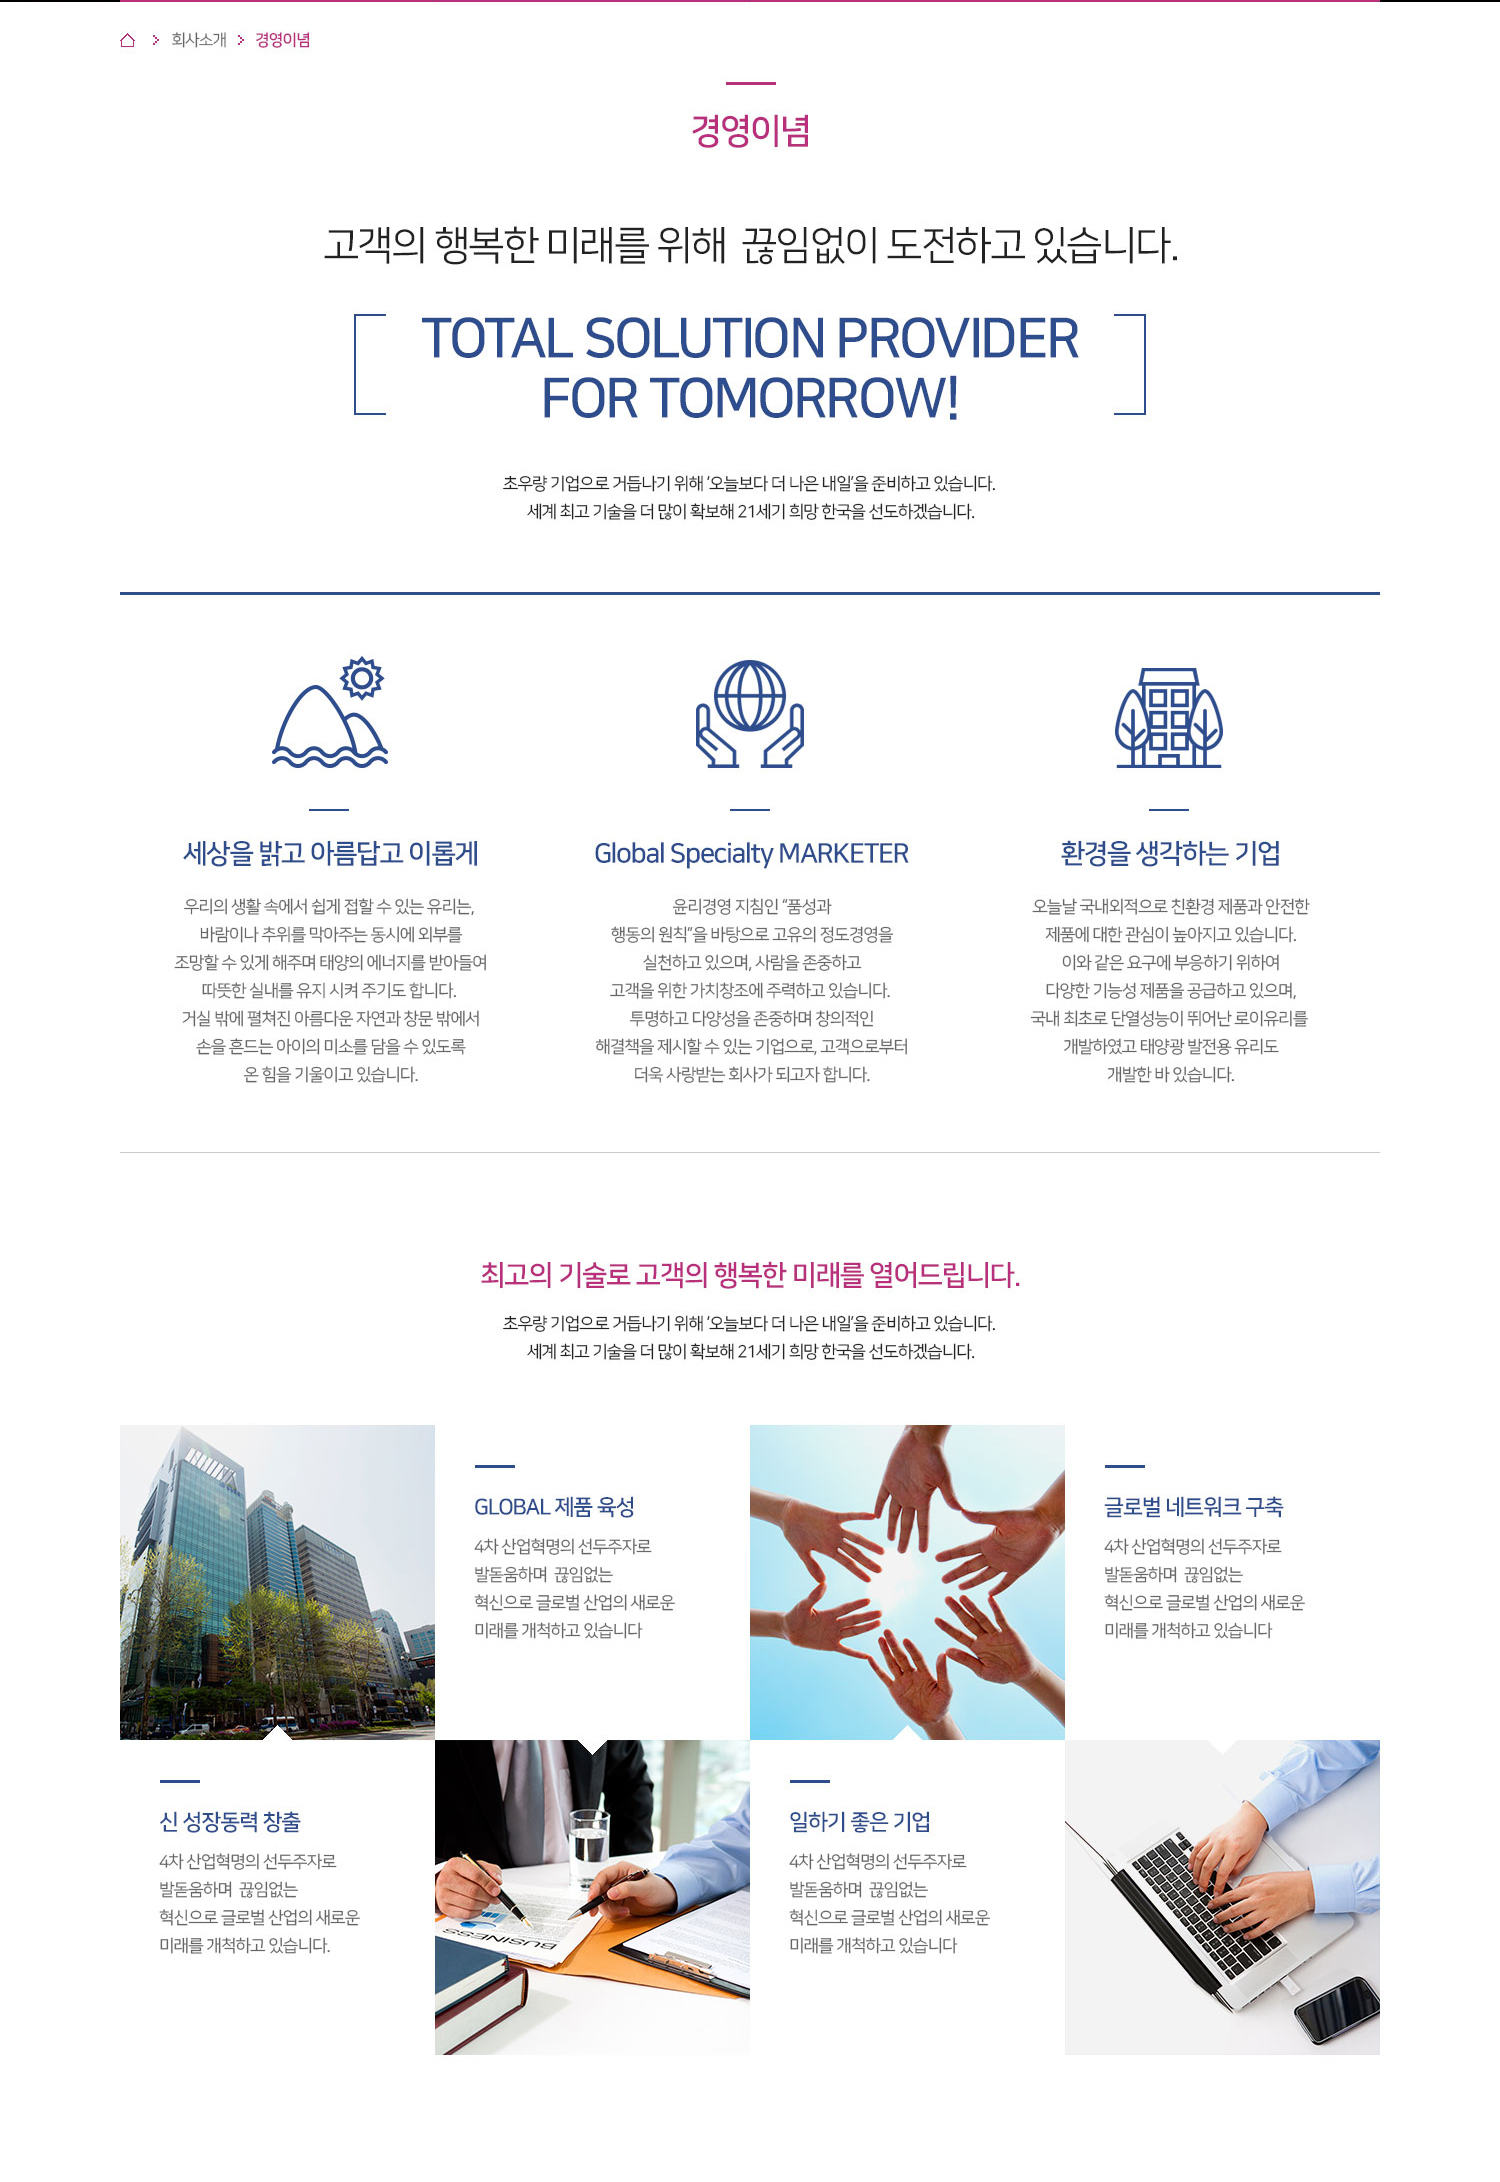 회사소개
경영이념
경영이념
고객의 행복한 미래를 위해 끊임없이 도전하고 있습니다.
TOTAL SOLUTION PROVIDER
FOR TOMORROW!
초우량 기업으로 거듭나기 위해 '오늘보다 더 나은 내일'을 준비하고 있습니다.
세계 최고 기술을 더 많이 확보해 21세기 희망 한국을 선도하겠습니다.
세상을 밝고 아름답고 이롭게
우리의 생활 속에서 쉽게 접할 수 있는 유리는,
바람이나 추위를 막아주는 동시에 외부를
조망할 수 있게 해주며 태양의 에너지를 받아들여
따뜻한 실내를 유지 시켜 주기도 합니다.
거실 밖에 펼쳐진 아름다운 자연과 창문 밖에서
손을 흔드는 아이의 미소를 담을 수 있도록
온 힘을 기울이고 있습니다.
Global Specialty MARKETER
윤리경영 지침인 "품성과
행동의 원칙"을 바탕으로 고유의 정도경영을
실천하고 있으며, 사람을 존중하고
고객을 위한 가치창조에 주력하고 있습니다.
투명하고 다양성을 존중하며 창의적인
해결책을 제시할 수 있는 기업으로, 고객으로부터
더욱 사랑받는 회사가 되고자 합니다.
환경을 생각하는 기업
오늘날 국내외적으로 친환경 제품과 안전한
제품에 대한 관심이 높아지고 있습니다.
이와 같은 요구에 부응하기 위하여
다양한 기능성 제품을 공급하고 있으며,
국내 최초로 단열성능이 뛰어난 로이유리를
개발하였고 태양광 발전용 유리도
개발한 바 있습니다.
최고의 기술로 고객의 행복한 미래를 열어드립니다.
초우량 기업으로 거듭나기 위해 '오늘보다 더 나은 내일'을 준비하고 있습니다.
세계 최고 기술을 더 많이 확보해 21세기 희망 한국을 선도하겠습니다.
GLOBAL 제품 육성
4차 산업혁명의 선두주자로
발돋움하며 끊임없는
혁신으로 글로벌 산업의 새로운
미래를 개척하고 있습니다
글로벌 네트워크 구축
4차 산업혁명의 선두주자로
발돋움하며 끊임없는
혁신으로 글로벌 산업의 새로운
미래를 개척하고 있습니다
신 성장동력 창출
4차 산업혁명의 선두주자로
발돋움하며 끊임없는
혁신으로 글로벌 산업의 새로운
미래를 개척하고 있습니다.
BUSINESS
일하기 좋은 기업
4차 산업혁명의 선두주자로
발돋움하며 끊임없는
혁신으로 글로벌 산업의 새로운
미래를 개척하고 있습니다